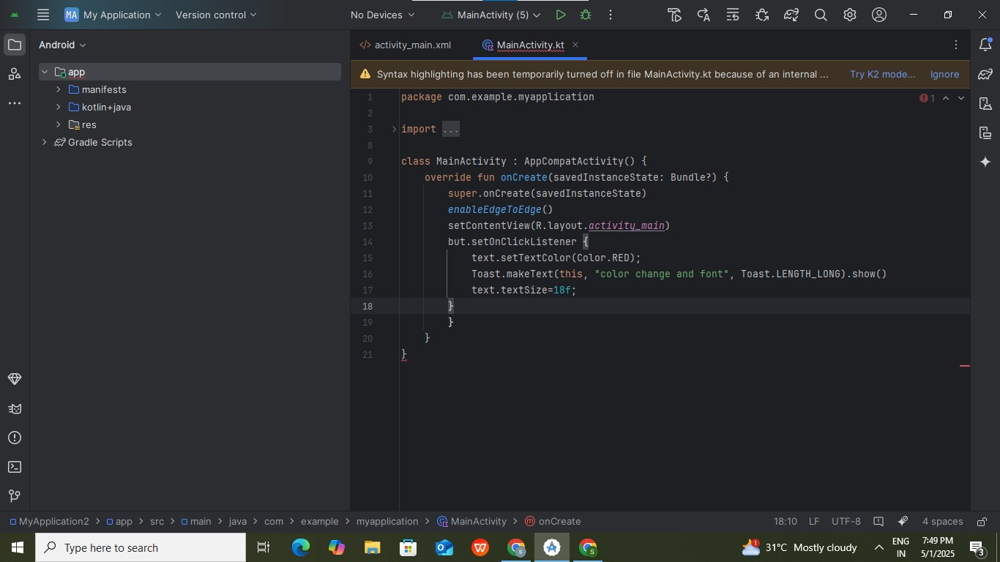 MA My Application Version control No Devices MainActivity (5)
Android
app
manifests
kotlin+java
res
Gradle Scripts
activity_main.xml MainActivity.kt
Syntax highlighting has been temporarily turned off in file MainActivity.kt because of an internal ... Try K2 mode... Ignore
1 package com.example.myapplication 1
2
3 import ...
8
9 class MainActivity : AppCompatActivity() {
10 override fun onCreate(savedInstanceState: Bundle?) {
11 super.onCreate(savedInstanceState)
12 enableEdgeToEdge()
13 setContentView(R.layout.activity_main)
14 but.setOnClickListener {
15 text.setTextColor(Color.RED);
16 Toast.makeText(this, "color change and font", Toast.LENGTH_LONG).show()
17 text.textSize=18f;
18 }
19 }
20 }
21 }
MyApplication2 > app > src > main > java > com > example > myapplication > MainActivity > onCreate 18:10 LF UTF-8 4 spaces
Type here to search
31°C Mostly cloudy
ENG
IN
7:49 PM
5/1/2025
3